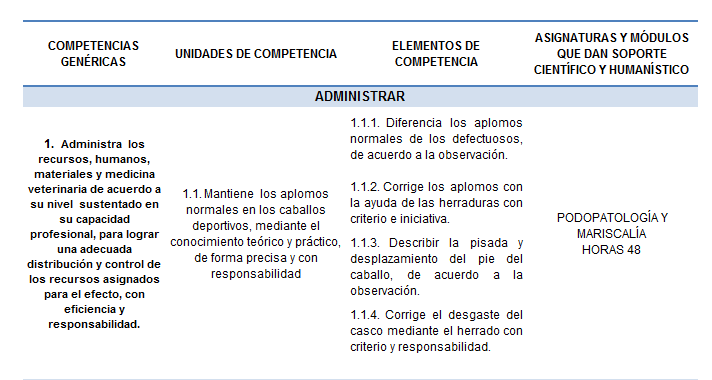 COMPETENCIAS
GENÉRICAS
UNIDADES DE COMPETENCIA
ELEMENTOS DE
COMPETENCIA
ASIGNATURAS Y MÓDULOS
QUE DAN SOPORTE
CIENTÍFICO Y HUMANÍSTICO
ADMINISTRAR
1. Administra los
recursos, humanos,
materiales y medicina
veterinaria de acuerdo a
su nivel sustentado en
su capacidad
profesional, para lograr
una adecuada
distribución y control de
los recursos asignados
para el efecto, con
eficiencia y
responsabilidad.
1.1. Mantiene los aplomos
normales en los caballos
deportivos, mediante el
conocimiento teórico y práctico,
de forma precisa y con
responsabilidad
1.1.1. Diferencia los aplomos
normales de los defectuosos,
de acuerdo a la observación.
1.1.2. Corrige los aplomos con
la ayuda de las herraduras con
criterio e iniciativa.
1.1.3. Describir la pisada y
desplazamiento del pie del
caballo, de acuerdo a la
observación.
1.1.4. Corrige el desgaste del
casco mediante el herrado con
criterio y responsabilidad.
PODOPATOLOGÍA Y
MARISCALÍA
HORAS 48